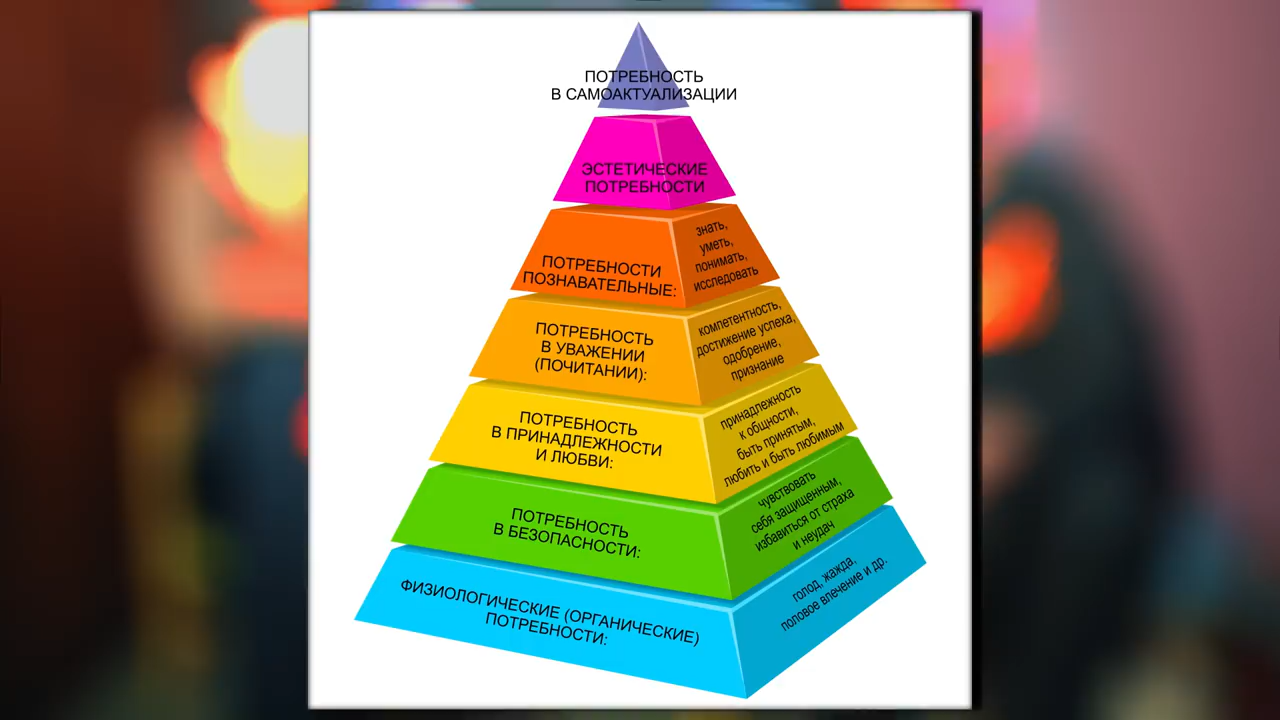 ПОТРЕБНОСТЬ
В САМОАКТУАЛИЗАЦИИ
ЭСТЕТИЧЕСКИЕ
ПОТРЕБНОСТИ
ПОТРЕБНОСТИ
ПОЗНАВАТЕЛЬНЫЕ:
знать,
уметь,
понимать,
исследовать
ПОТРЕБНОСТЬ
В УВАЖЕНИИ
(ПОЧИТАНИИ):
компетентность,
достижение успеха,
одобрение,
признание
ПОТРЕБНОСТЬ
В ПРИНАДЛЕЖНОСТИ
И ЛЮБВИ:
принадлежность
к общности,
быть принятым,
любить и быть любимым
ПОТРЕБНОСТЬ
В БЕЗОПАСНОСТИ:
чувствовать
себя защищенным,
избавиться от страха
и неудач
ФИЗИОЛОГИЧЕСКИЕ (ОРГАНИЧЕСКИЕ)
ПОТРЕБНОСТИ:
голод, жажда,
половое влечение и др.